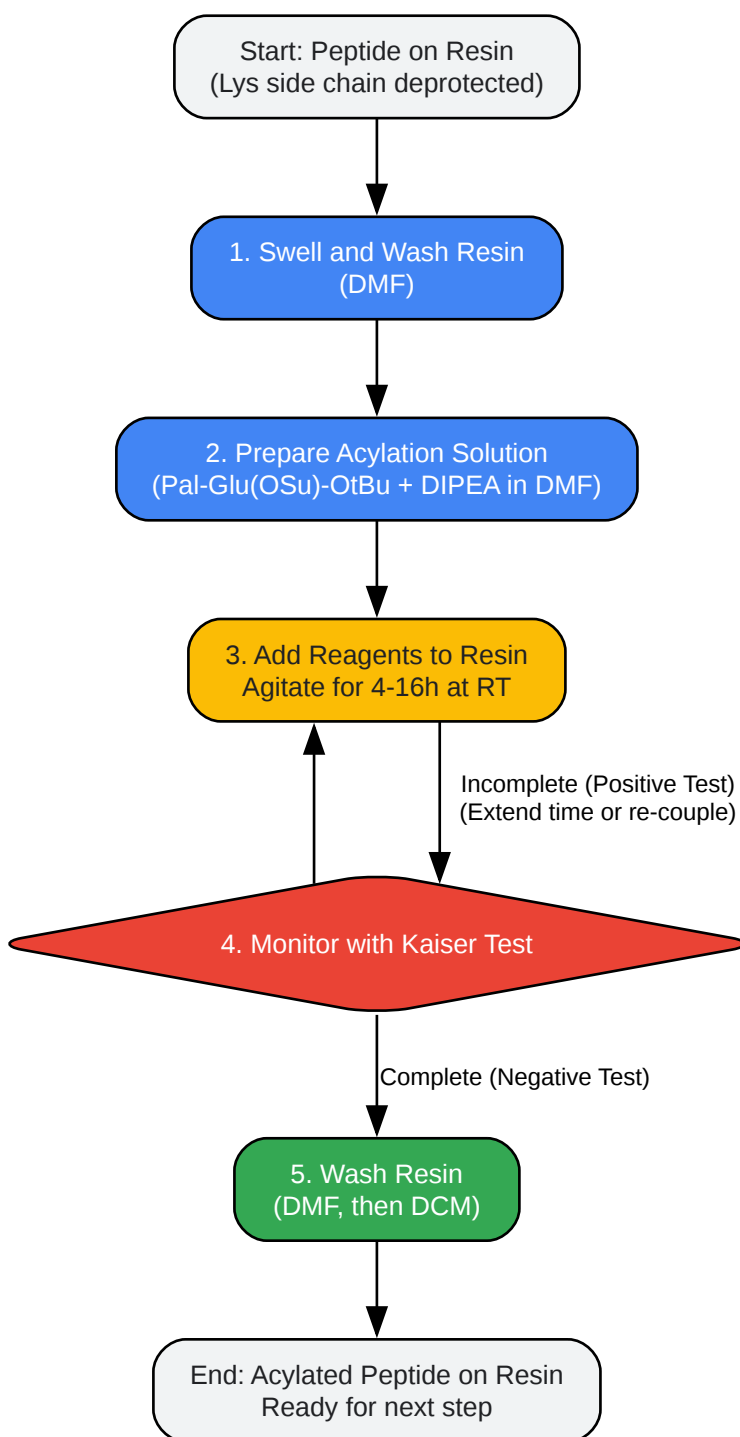 Start: Peptide on Resin
(Lys side chain deprotected)
1. Swell and Wash Resin
(DMF)
2. Prepare Acylation Solution
(Pal-Glu(OSu)-OtBu + DIPEA in DMF)
3. Add Reagents to Resin
Agitate for 4-16h at RT
Incomplete (Positive Test)
(Extend time or re-couple)
4. Monitor with Kaiser Test
Complete (Negative Test)
5. Wash Resin
(DMF, then DCM)
End: Acylated Peptide on Resin
Ready for next step